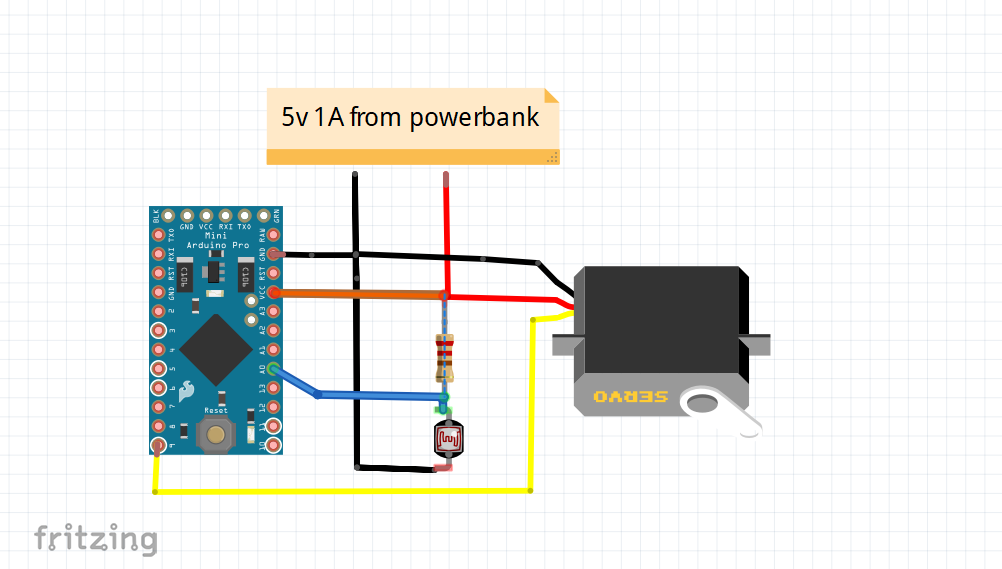 5v 1A from powerbank
BLK
GND VCC RXI TXO
GRN
Mini
Arduino Pro
TXO
RXI
RST
GND
2
3
4
5
6
7
8
9
RAW
GND
RST
VCC
A3
A2
A1
A0
13
12
11
10
C106
C106
Reset
SERVO
fritzing